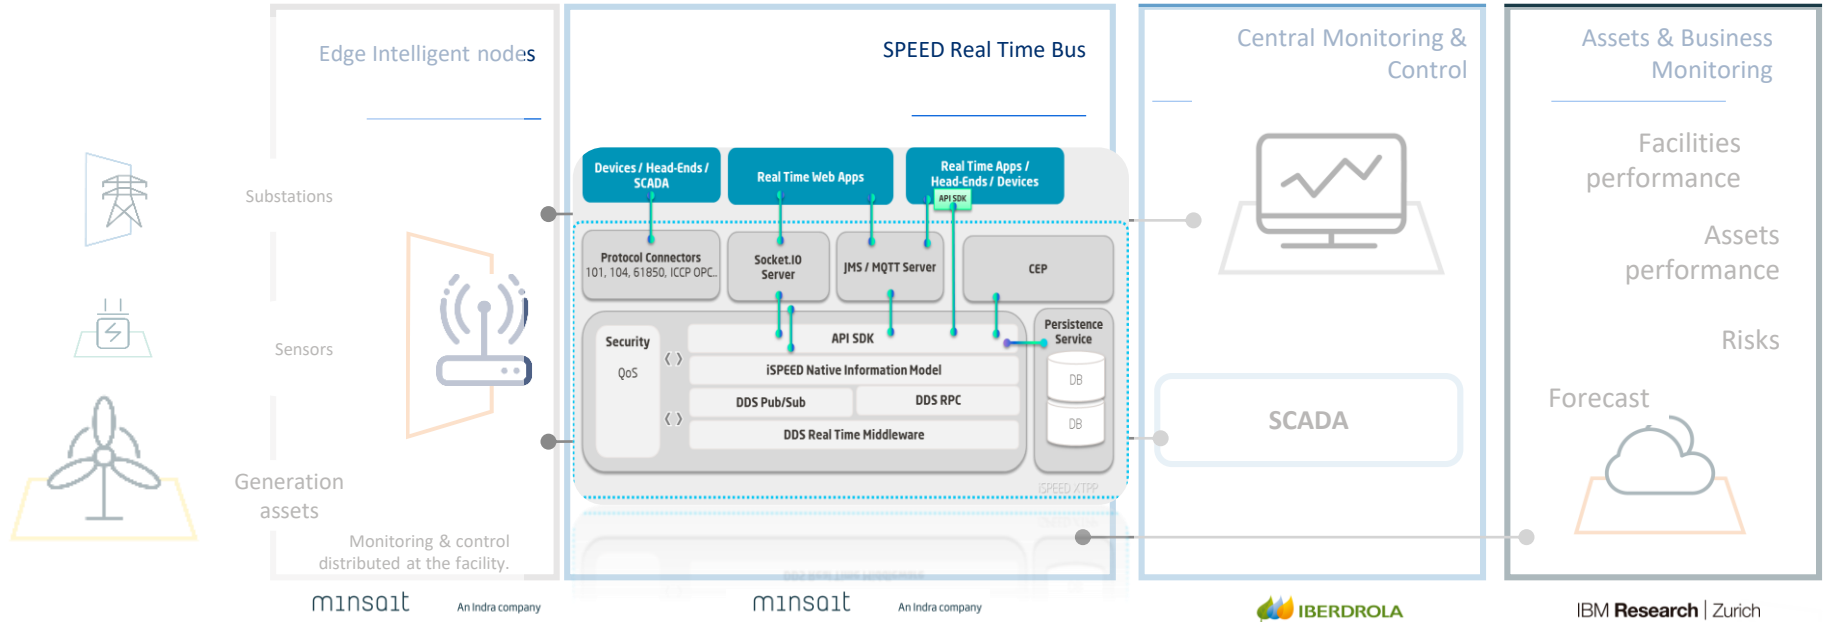 Edge Intelligent nodes
Substations
Sensors
Generation
assets
Monitoring & control
distributed at the facility.
minsait
An Indra company
SPEED Real Time Bus
Devices / Head-Ends /
SCADA
Real Time Web Apps
Real Time Apps /
Head-Ends / Devices
API SDK
Protocol Connectors
101, 104, 61850, ICCP OPC..
Socket.IO
Server
JMS / MQTT Server
CEP
Security
QoS
API SDK
iSPEED Native Information Model
DDS Pub/Sub
DDS RPC
DDS Real Time Middleware
Persistence
Service
DB
DB
iSPEED XTPP
minsait
An Indra company
Central Monitoring &
Control
SCADA
IBERDROLA
Assets & Business
Monitoring
Facilities
performance
Assets
performance
Risks
Forecast
IBM Research | Zurich